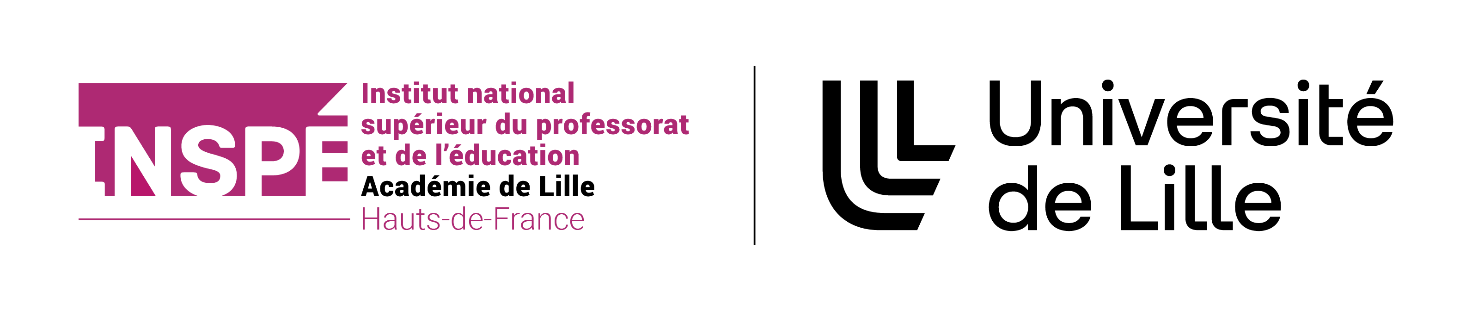 INSPÉ
Institut national
supérieur du professorat
et de l'éducation
Académie de Lille
Hauts-de-France
Université
de Lille